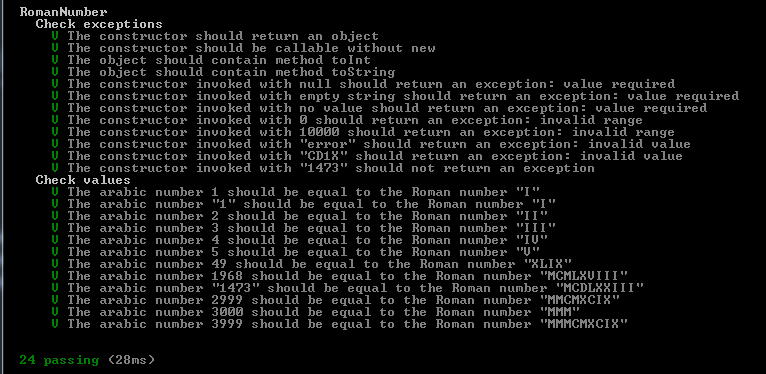 RomanNumber
Check exceptions
V The constructor should return an object
V The constructor should be callable without new
V The object should contain method toInt
V The object should contain method toString
V The constructor invoked with null should return an exception: value required
V The constructor invoked with empty string should return an exception: value required
V The constructor invoked with no value should return an exception: value required
V The constructor invoked with 0 should return an exception: invalid range
V The constructor invoked with 10000 should return an exception: invalid range
V The constructor invoked with "error" should return an exception: invalid value
V The constructor invoked with "CD1X" should return an exception: invalid value
V The constructor invoked with "1473" should not return an exception
Check values
V The arabic number 1 should be equal to the Roman number "I"
V The arabic number "1" should be equal to the Roman number "I"
V The arabic number 2 should be equal to the Roman number "II"
V The arabic number 3 should be equal to the Roman number "III"
V The arabic number 4 should be equal to the Roman number "IV"
V The arabic number 5 should be equal to the Roman number "V"
V The arabic number 49 should be equal to the Roman number "XLIX"
V The arabic number 1968 should be equal to the Roman number "MCMLXVIII"
V The arabic number "1473" should be equal to the Roman number "MCDLXXIII"
V The arabic number 2999 should be equal to the Roman number "MMCMXCIX"
V The arabic number 3000 should be equal to the Roman number "MMM"
V The arabic number 3999 should be equal to the Roman number "MMMCMXCIX"
24 passing (28ms)